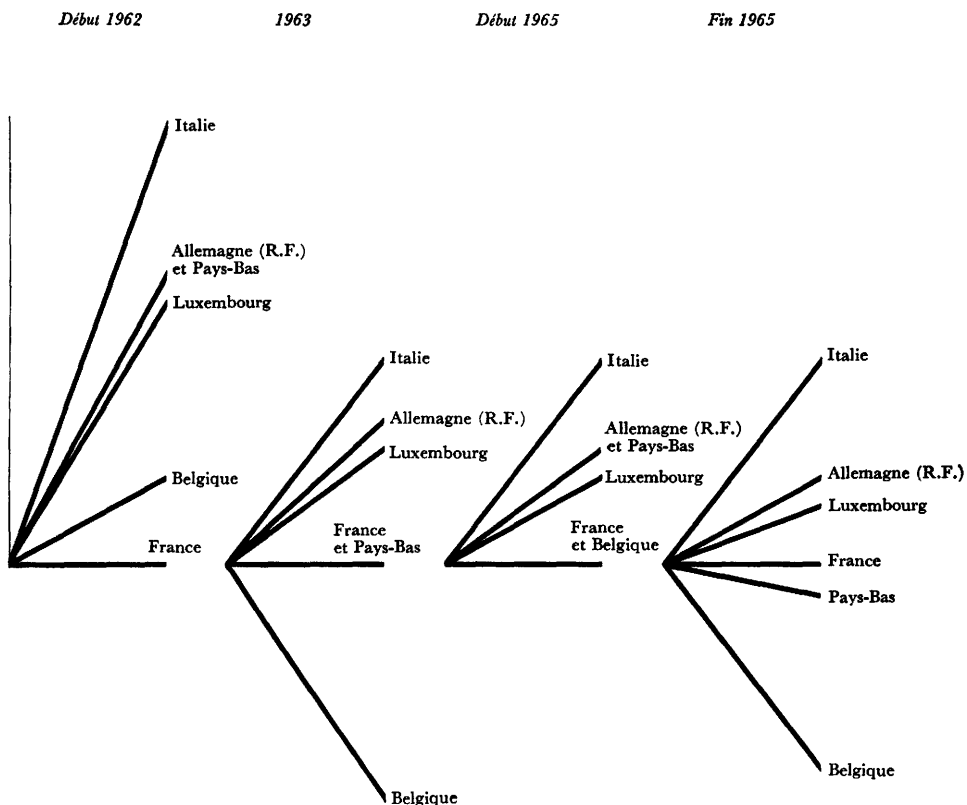 Début 1962
1963
Début 1965
Fin 1965
Italie
Allemagne (R.F.)
et Pays-Bas
Luxembourg
Belgique
France
Italie
Allemagne (R.F.)
Luxembourg
France
et Pays-Bas
Belgique
Italie
Allemagne (R.F.)
et Pays-Bas
Luxembourg
France
et Belgique
Italie
Allemagne (R.F.)
Luxembourg
France
Pays-Bas
Belgique